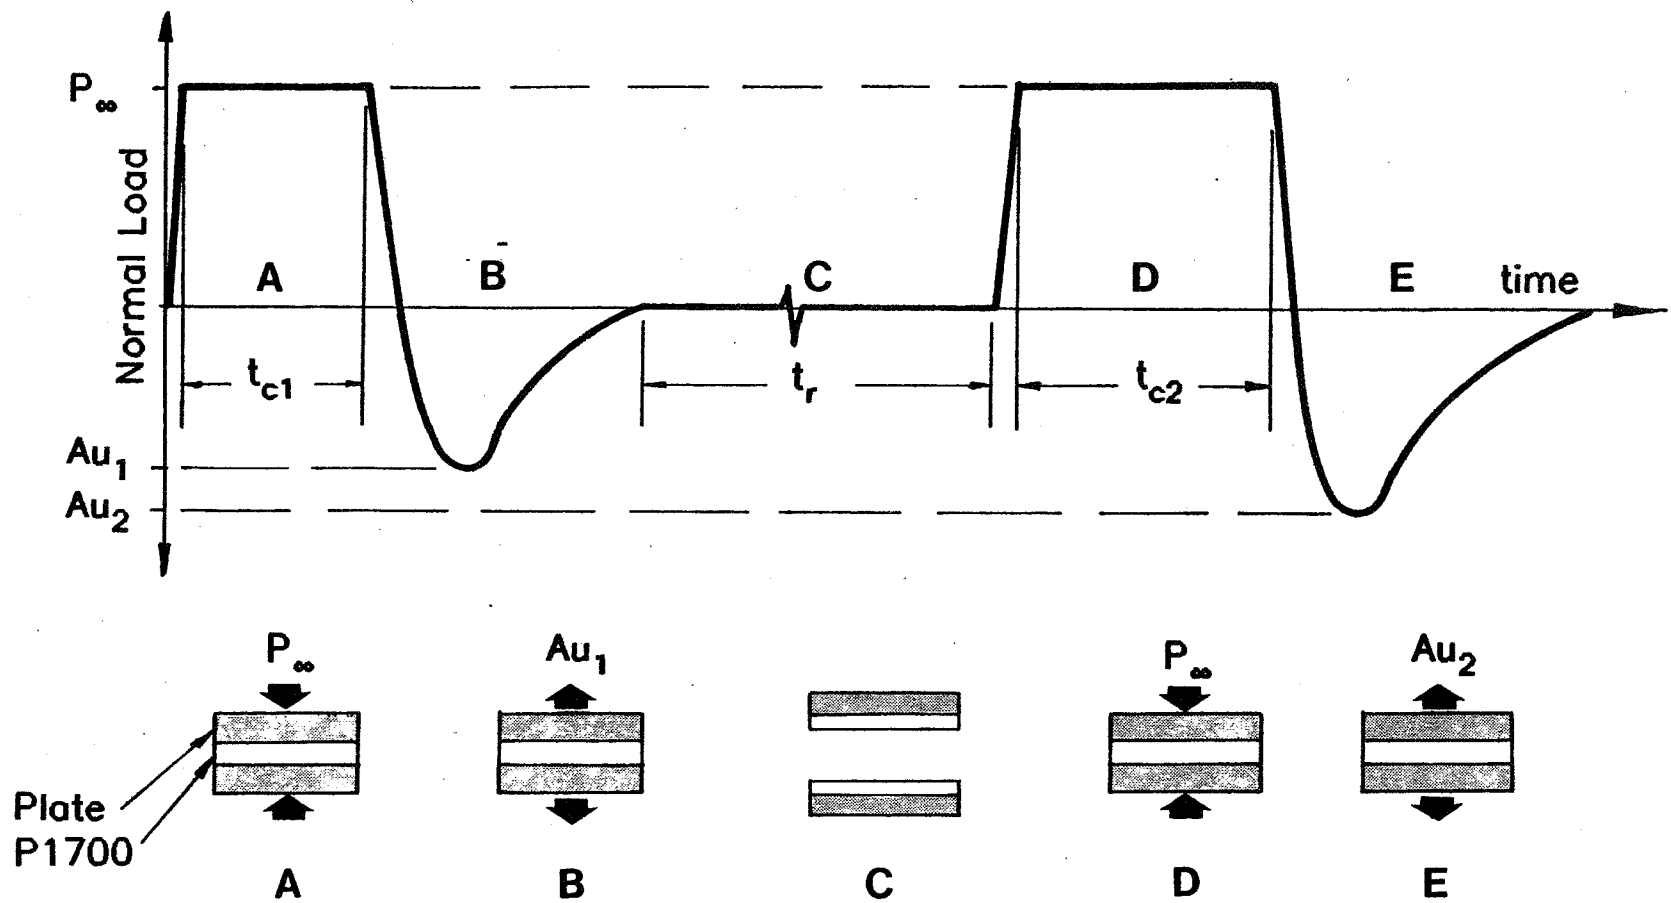 P∞
Normal Load
A B C D E time
tc1 tr tc2
Au1
Au2
P∞ Au1 P∞ Au2
Plate
P1700
A B C D E